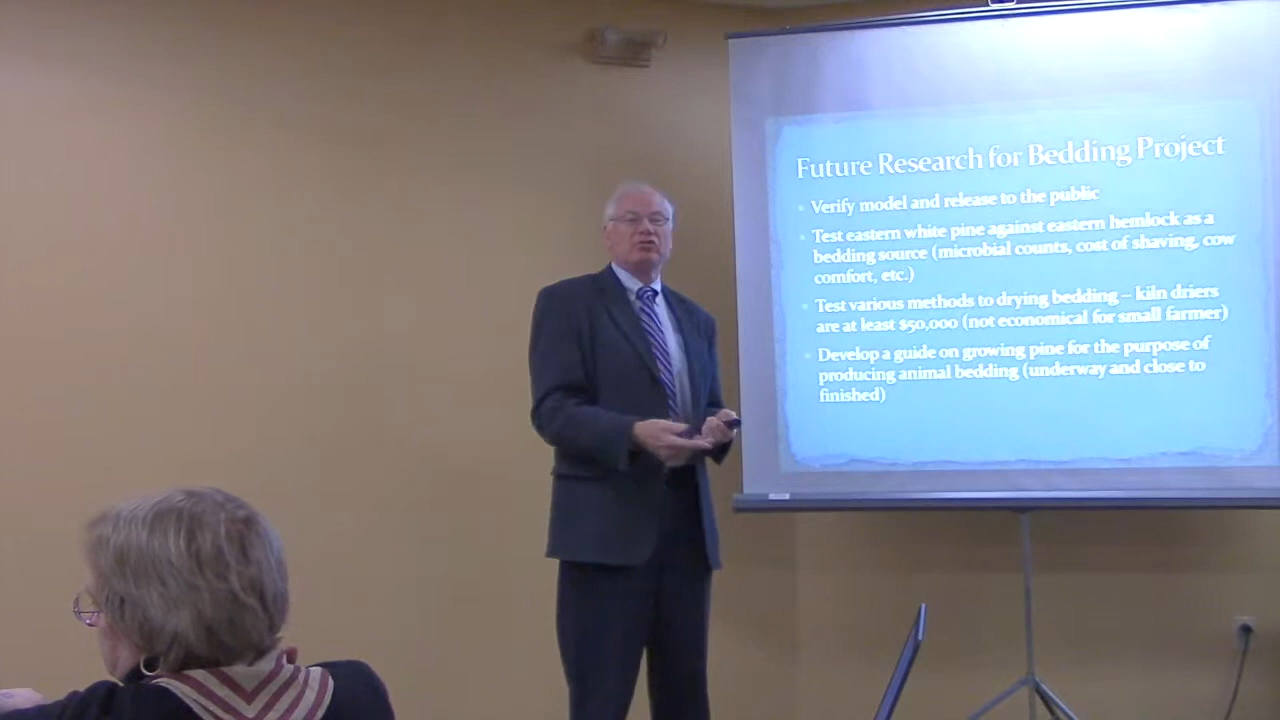 Future Research for Bedding Project
Verify model and release to the public
Test eastern white pine against eastern hemlock as a
bedding source (microbial counts, cost of shaving, cow
comfort, etc.)
Test various methods to drying bedding – kiln driers
are at least $50,000 (not economical for small farmer)
Develop a guide on growing pine for the purpose of
producing animal bedding (underway and close to
finished)